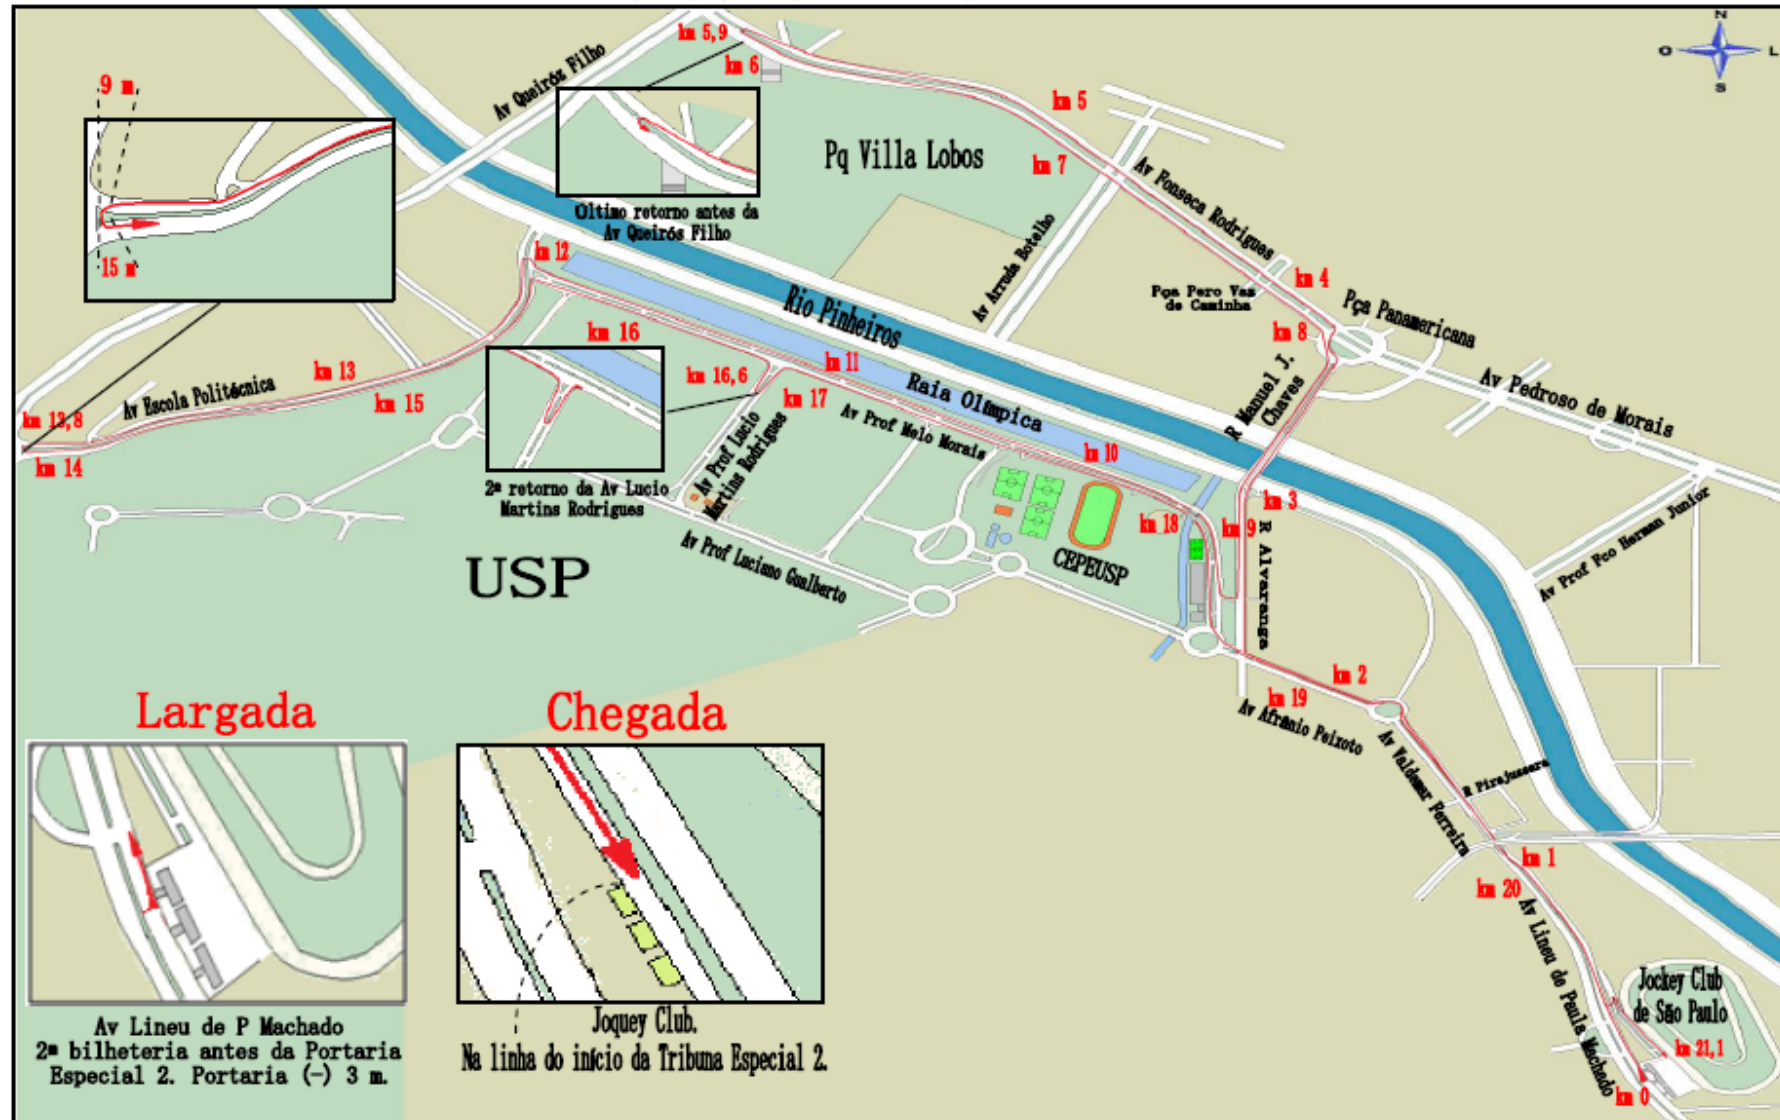 N
O
L
S
km 5,9
km 6
Av Queiróz Filho
9 m
15 m
km 5
Pq Villa Lobos
km 7
Av Fonseca Rodrigues
Último retorno antes da
Av Queirós Filho
km 12
Av Arruda Botelho
km 4
Pça Pero Vaz
de Caminha
Pça Panamericana
Rio Pinheiros
km 8
km 16
km 11
km 13
Av Escola Politécnica
km 15
km 16,6
km 17
Raia Olímpica
R Manuel J.
Chaves
Av Pedroso de Morais
km 13,8
km 14
Av Prof Melo Morais
km 10
Av Prof Lucio
Martins Rodrigues
2ª retorno da Av Lucio
Martins Rodrigues
km 3
km 18
km 9
R Alvaranga
Av Prof Fco Herman Junior
Av Prof Luciano Gualberto
CEPEUSP
USP
km 2
km 19
Av Afrânio Peixoto
Av Valdemar Ferreira
R Pirajussara
km 1
km 20
Av Lineu de Paula Machado
Jockey Club
de São Paulo
km 21,1
km 0
Largada
Av Lineu de P Machado
2ª bilheteria antes da Portaria
Especial 2. Portaria (-) 3 m.
Chegada
Joquey Club.
Na linha do início da Tribuna Especial 2.